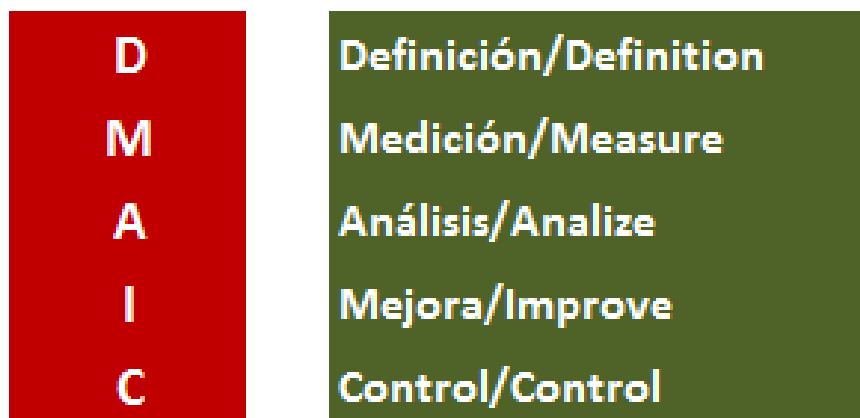 D Definición/Definition
M Medición/Measure
A Análisis/Analize
I Mejora/Improve
C Control/Control